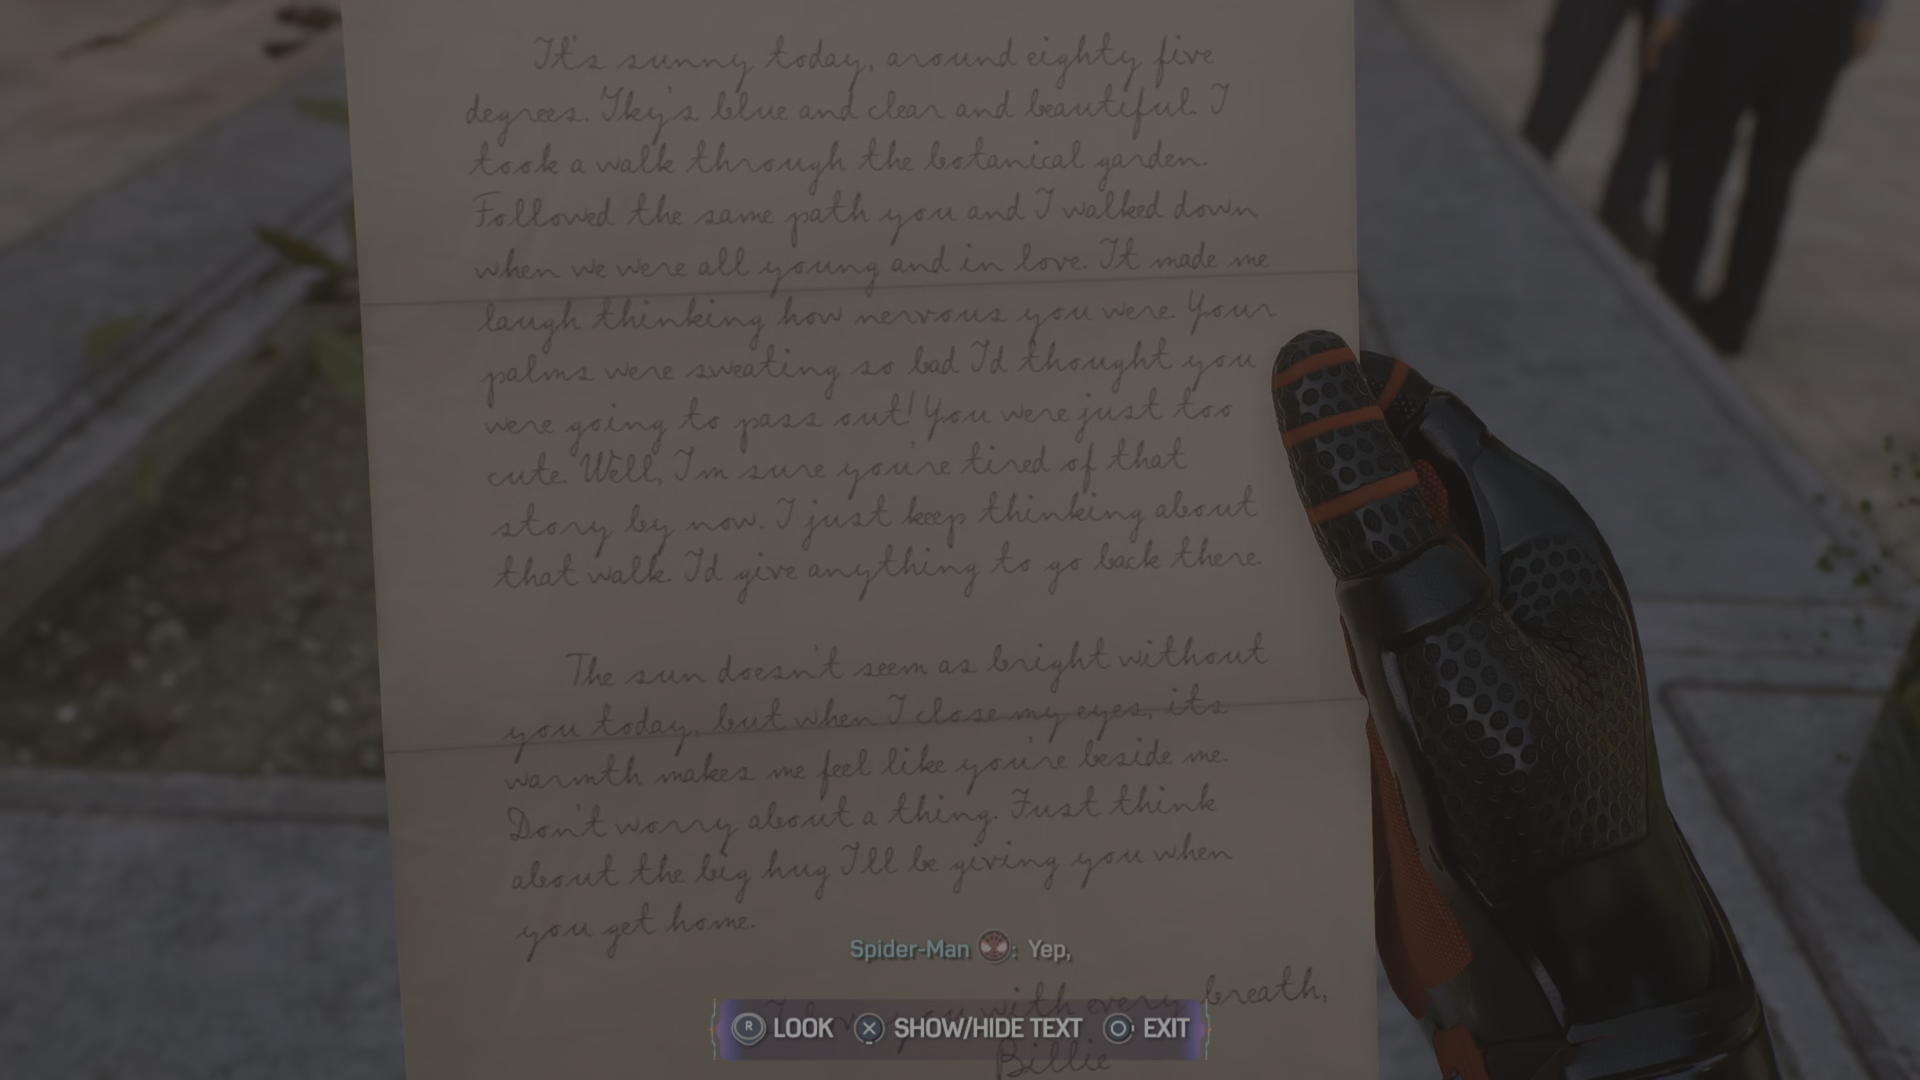 It's sunny today, around eighty five
degrees. Sky's blue and clear and beautiful. I
took a walk through the botanical garden.
Followed the same path you and I walked down
when we were all young and in love. It made me
laugh thinking how nervous you were. Your
palms were sweating so bad I'd thought you
were going to pass out! You were just too
cute. Well, I'm sure you're tired of that
story by now. I just keep thinking about
that walk. I'd give anything to go back there.
The sun doesn't seem as bright without
you today, but when I close my eyes, its
warmth makes me feel like you're beside me.
Don't worry about a thing. Just think
about the big hug I'll be giving you when
you get home.
Spider-Man : Yep,
I love you with every breath,
R LOOK SHOW/HIDE TEXT EXIT
Billie